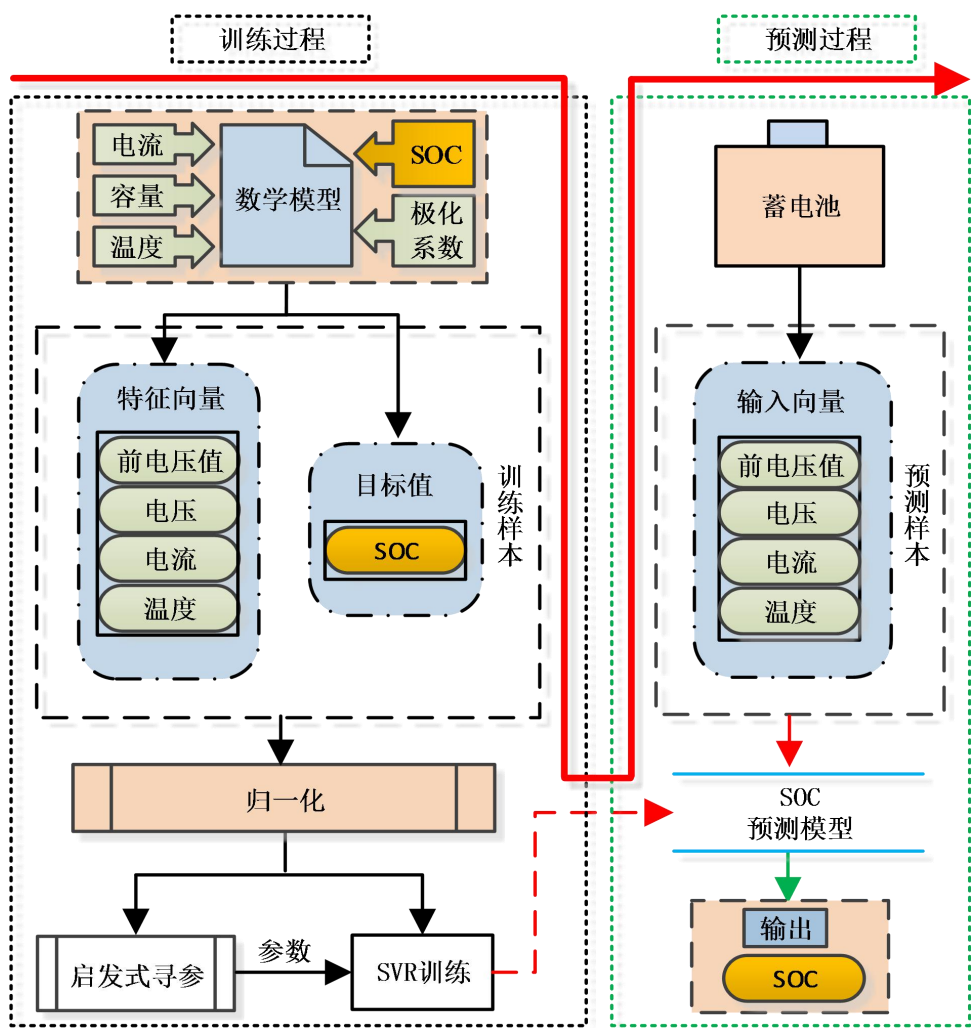 训练过程
电流
容量
温度
数学模型
SOC
极化
系数
特征向量
前电压值
电压
电流
温度
目标值
SOC
训练样本
归一化
启发式寻参
参数
SVR训练
预测过程
蓄电池
输入向量
前电压值
电压
电流
温度
预测样本
SOC
预测模型
输出
SOC